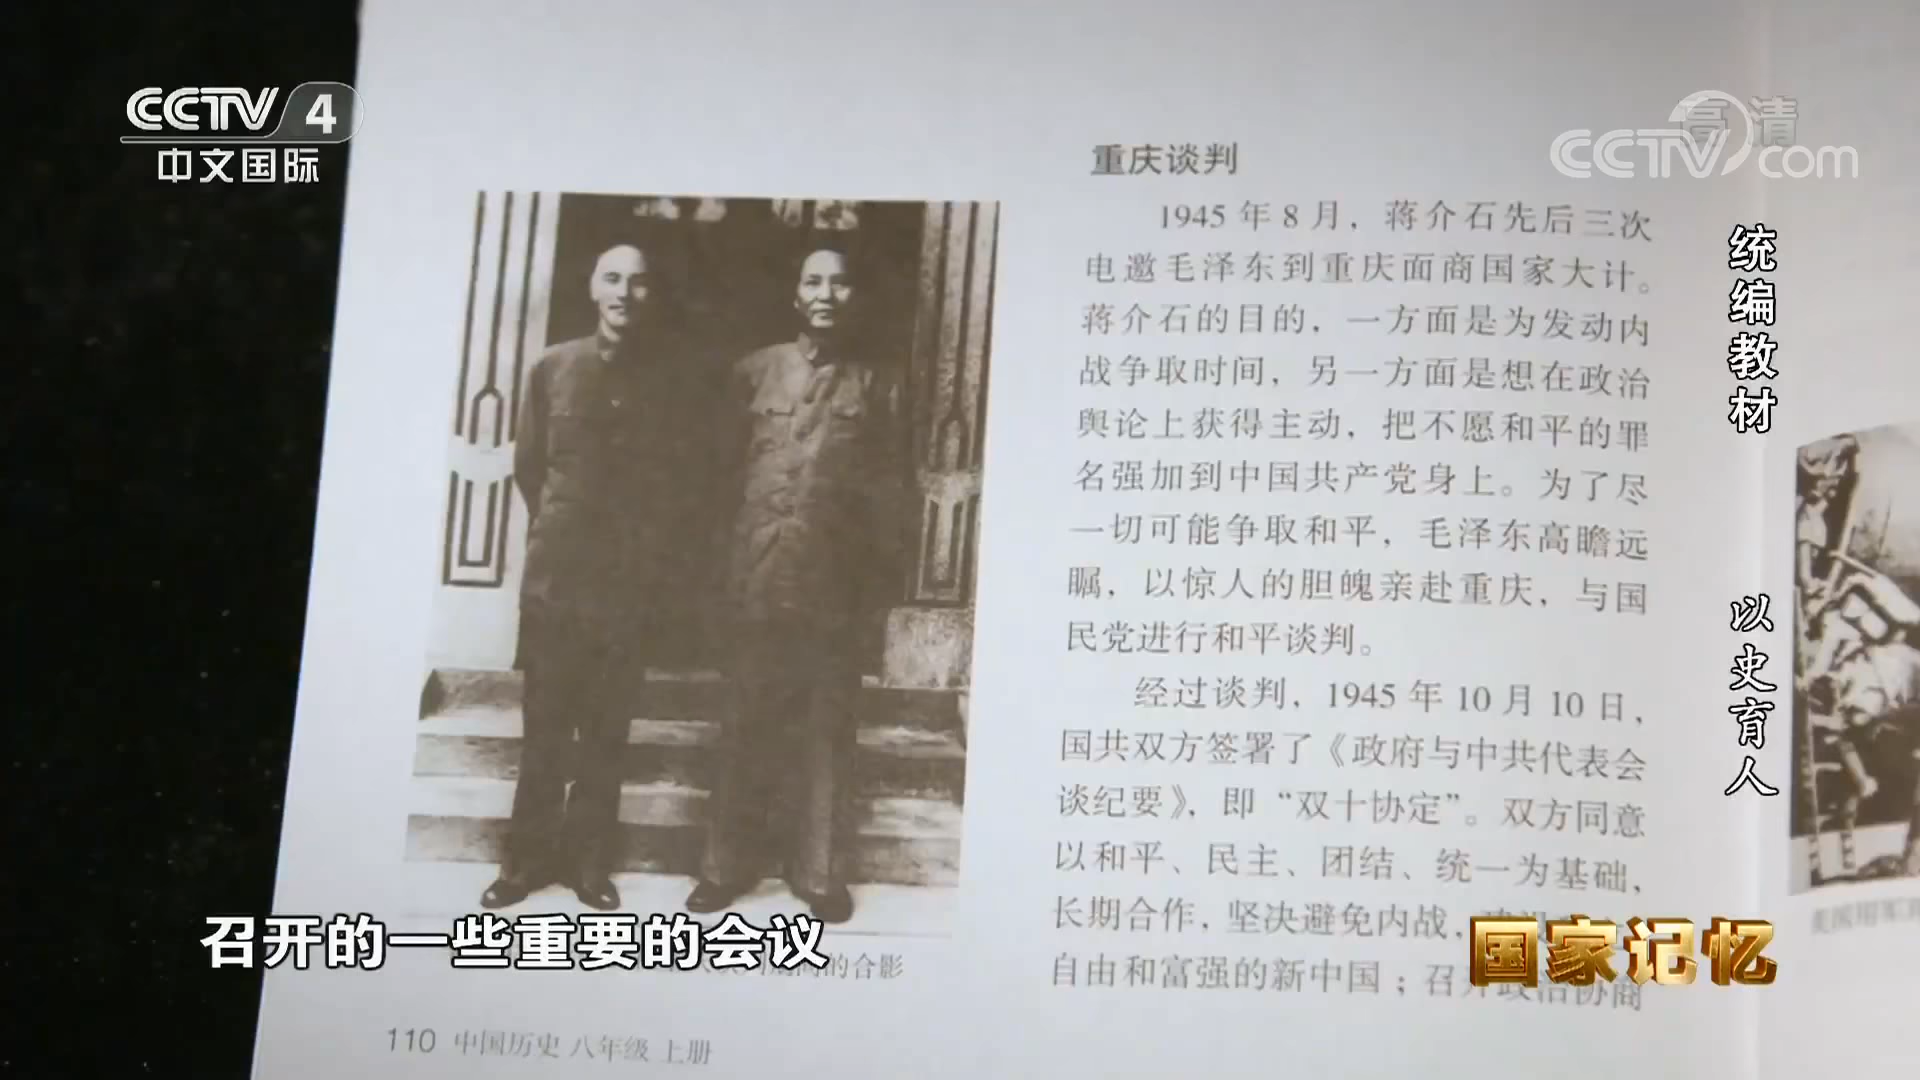 CCTV 4
中文国际
高清
CCTV.com
重庆谈判
1945 年 8 月，蒋介石先后三次
电邀毛泽东到重庆面商国家大计。
蒋介石的目的，一方面是为发动内
战争取时间，另一方面是想在政治
舆论上获得主动，把不愿和平的罪
名强加到中国共产党身上。为了尽
一切可能争取和平，毛泽东高瞻远
瞩，以惊人的胆魄亲赴重庆，与国
民党进行和平谈判。
经过谈判，1945 年 10 月 10 日，
国共双方签署了《政府与中共代表会
谈纪要》，即“双十协定”。双方同意
以和平、民主、团结、统一为基础，
长期合作，坚决避免内战，
自由和富强的新中国；召开政治协商
的合影
110 中国历史 八年级 上册
统编教材 以史育人
召开的一些重要的会议
国家记忆